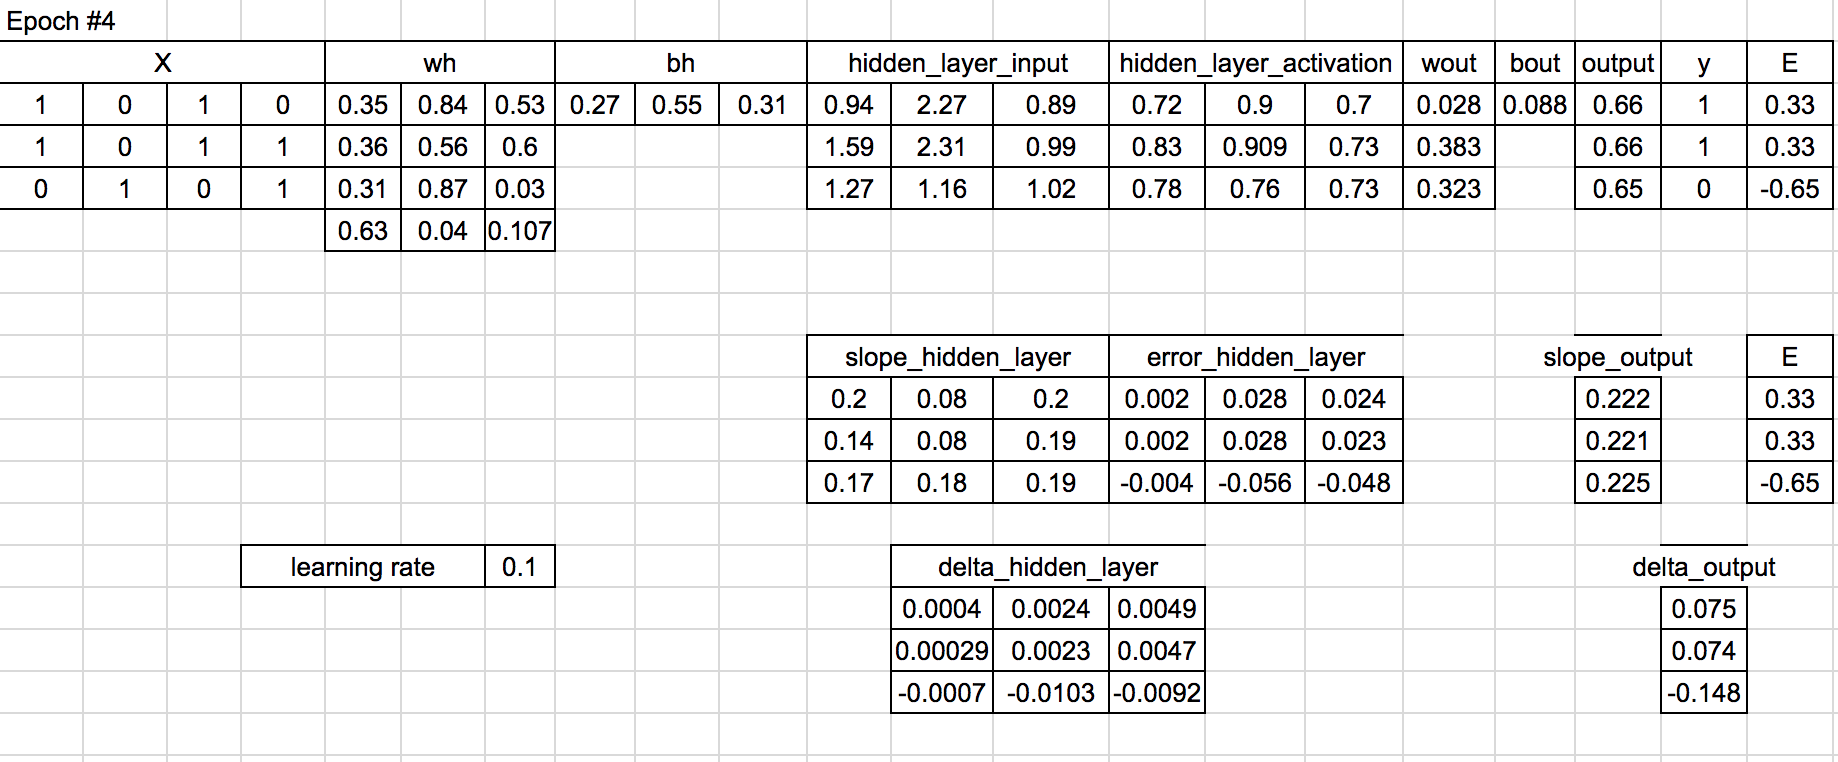 Epoch #4
X wh bh hidden_layer_input hidden_layer_activation wout bout output y E
1 0 1 0 0.35 0.84 0.53 0.27 0.55 0.31 0.94 2.27 0.89 0.72 0.9 0.7 0.028 0.088 0.66 1 0.33
1 0 1 1 0.36 0.56 0.6 1.59 2.31 0.99 0.83 0.909 0.73 0.383 0.66 1 0.33
0 1 0 1 0.31 0.87 0.03 1.27 1.16 1.02 0.78 0.76 0.73 0.323 0.65 0 -0.65
0.63 0.04 0.107
slope_hidden_layer error_hidden_layer slope_output E
0.2 0.08 0.2 0.002 0.028 0.024 0.222 0.33
0.14 0.08 0.19 0.002 0.028 0.023 0.221 0.33
0.17 0.18 0.19 -0.004 -0.056 -0.048 0.225 -0.65
learning rate 0.1 delta_hidden_layer delta_output
0.0004 0.0024 0.0049 0.075
0.00029 0.0023 0.0047 0.074
-0.0007 -0.0103 -0.0092 -0.148